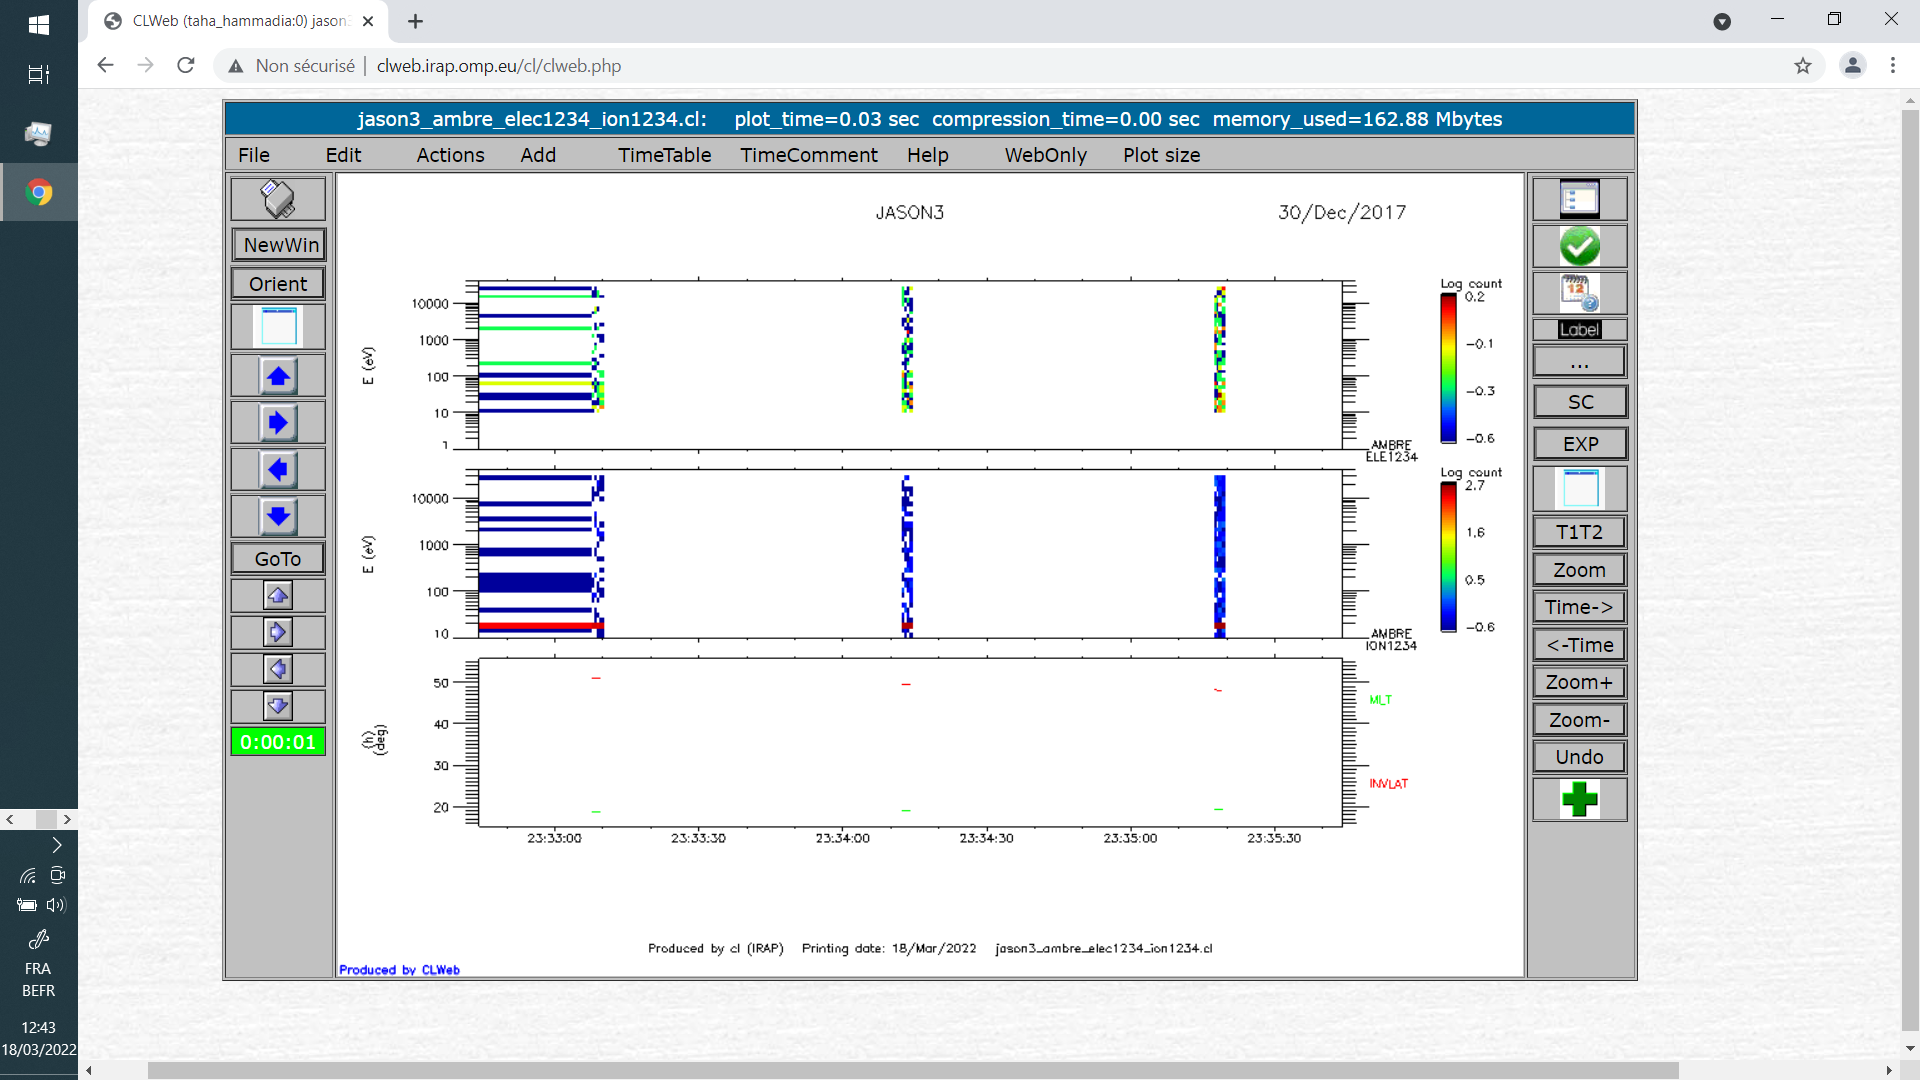 CLWeb (taha_hammadia:0) jason3
Non sécurisé | clweb.irap.omp.eu/cl/clweb.php
jason3_ambre_elec1234_ion1234.cl: plot_time=0.03 sec compression_time=0.00 sec memory_used=162.88 Mbytes
File Edit Actions Add TimeTable TimeComment Help WebOnly Plot size
NewWin
Orient
GoTo
0:00:01
JASON3 30/Dec/2017
Log count
0.2
-0.1
-0.3
-0.6
10000
1000
100
10
1
E (eV)
AMBRE
ELE1234
Log count
2.7
1.6
0.5
-0.6
10000
1000
100
10
E (eV)
AMBRE
ION1234
50
40
30
20
(h)
(deg)
MLT
INVLAT
23:33:00 23:33:30 23:34:00 23:34:30 23:35:00 23:35:30
Produced by cl (IRAP) Printing date: 18/Mar/2022 jason3_ambre_elec1234_ion1234.cl
Produced by CLWeb
12
Label
...
SC
EXP
T1T2
Zoom
Time->
<-Time
Zoom+
Zoom-
Undo
FRA
BEFR
12:43
18/03/2022